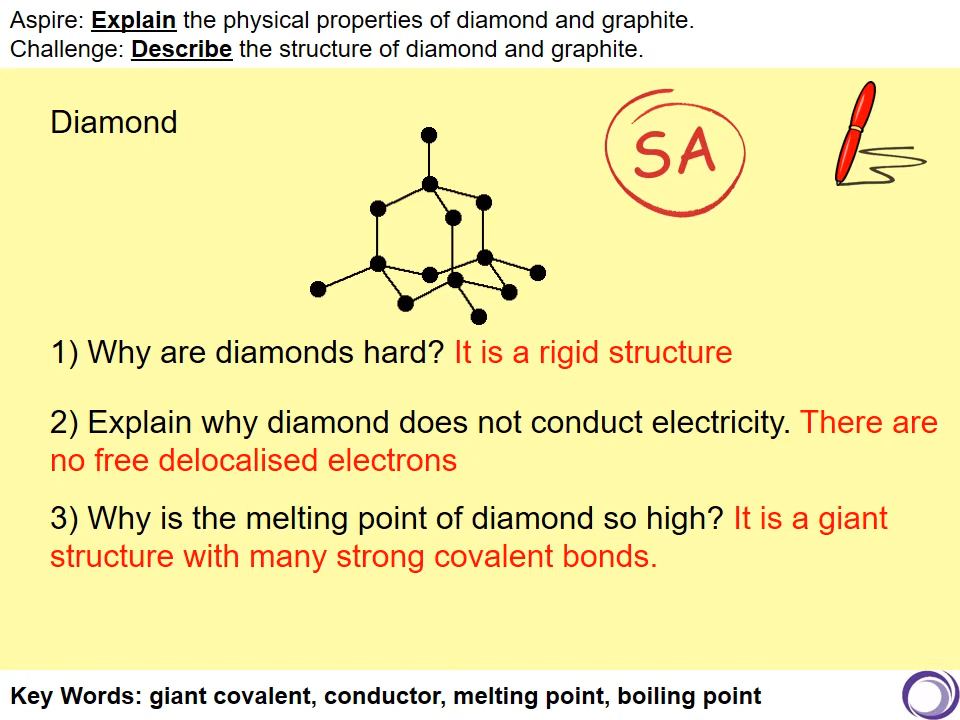 Aspire: Explain the physical properties of diamond and graphite.
Challenge: Describe the structure of diamond and graphite.
Diamond
SA
1) Why are diamonds hard? It is a rigid structure
2) Explain why diamond does not conduct electricity. There are
no free delocalised electrons
3) Why is the melting point of diamond so high? It is a giant
structure with many strong covalent bonds.
Key Words: giant covalent, conductor, melting point, boiling point